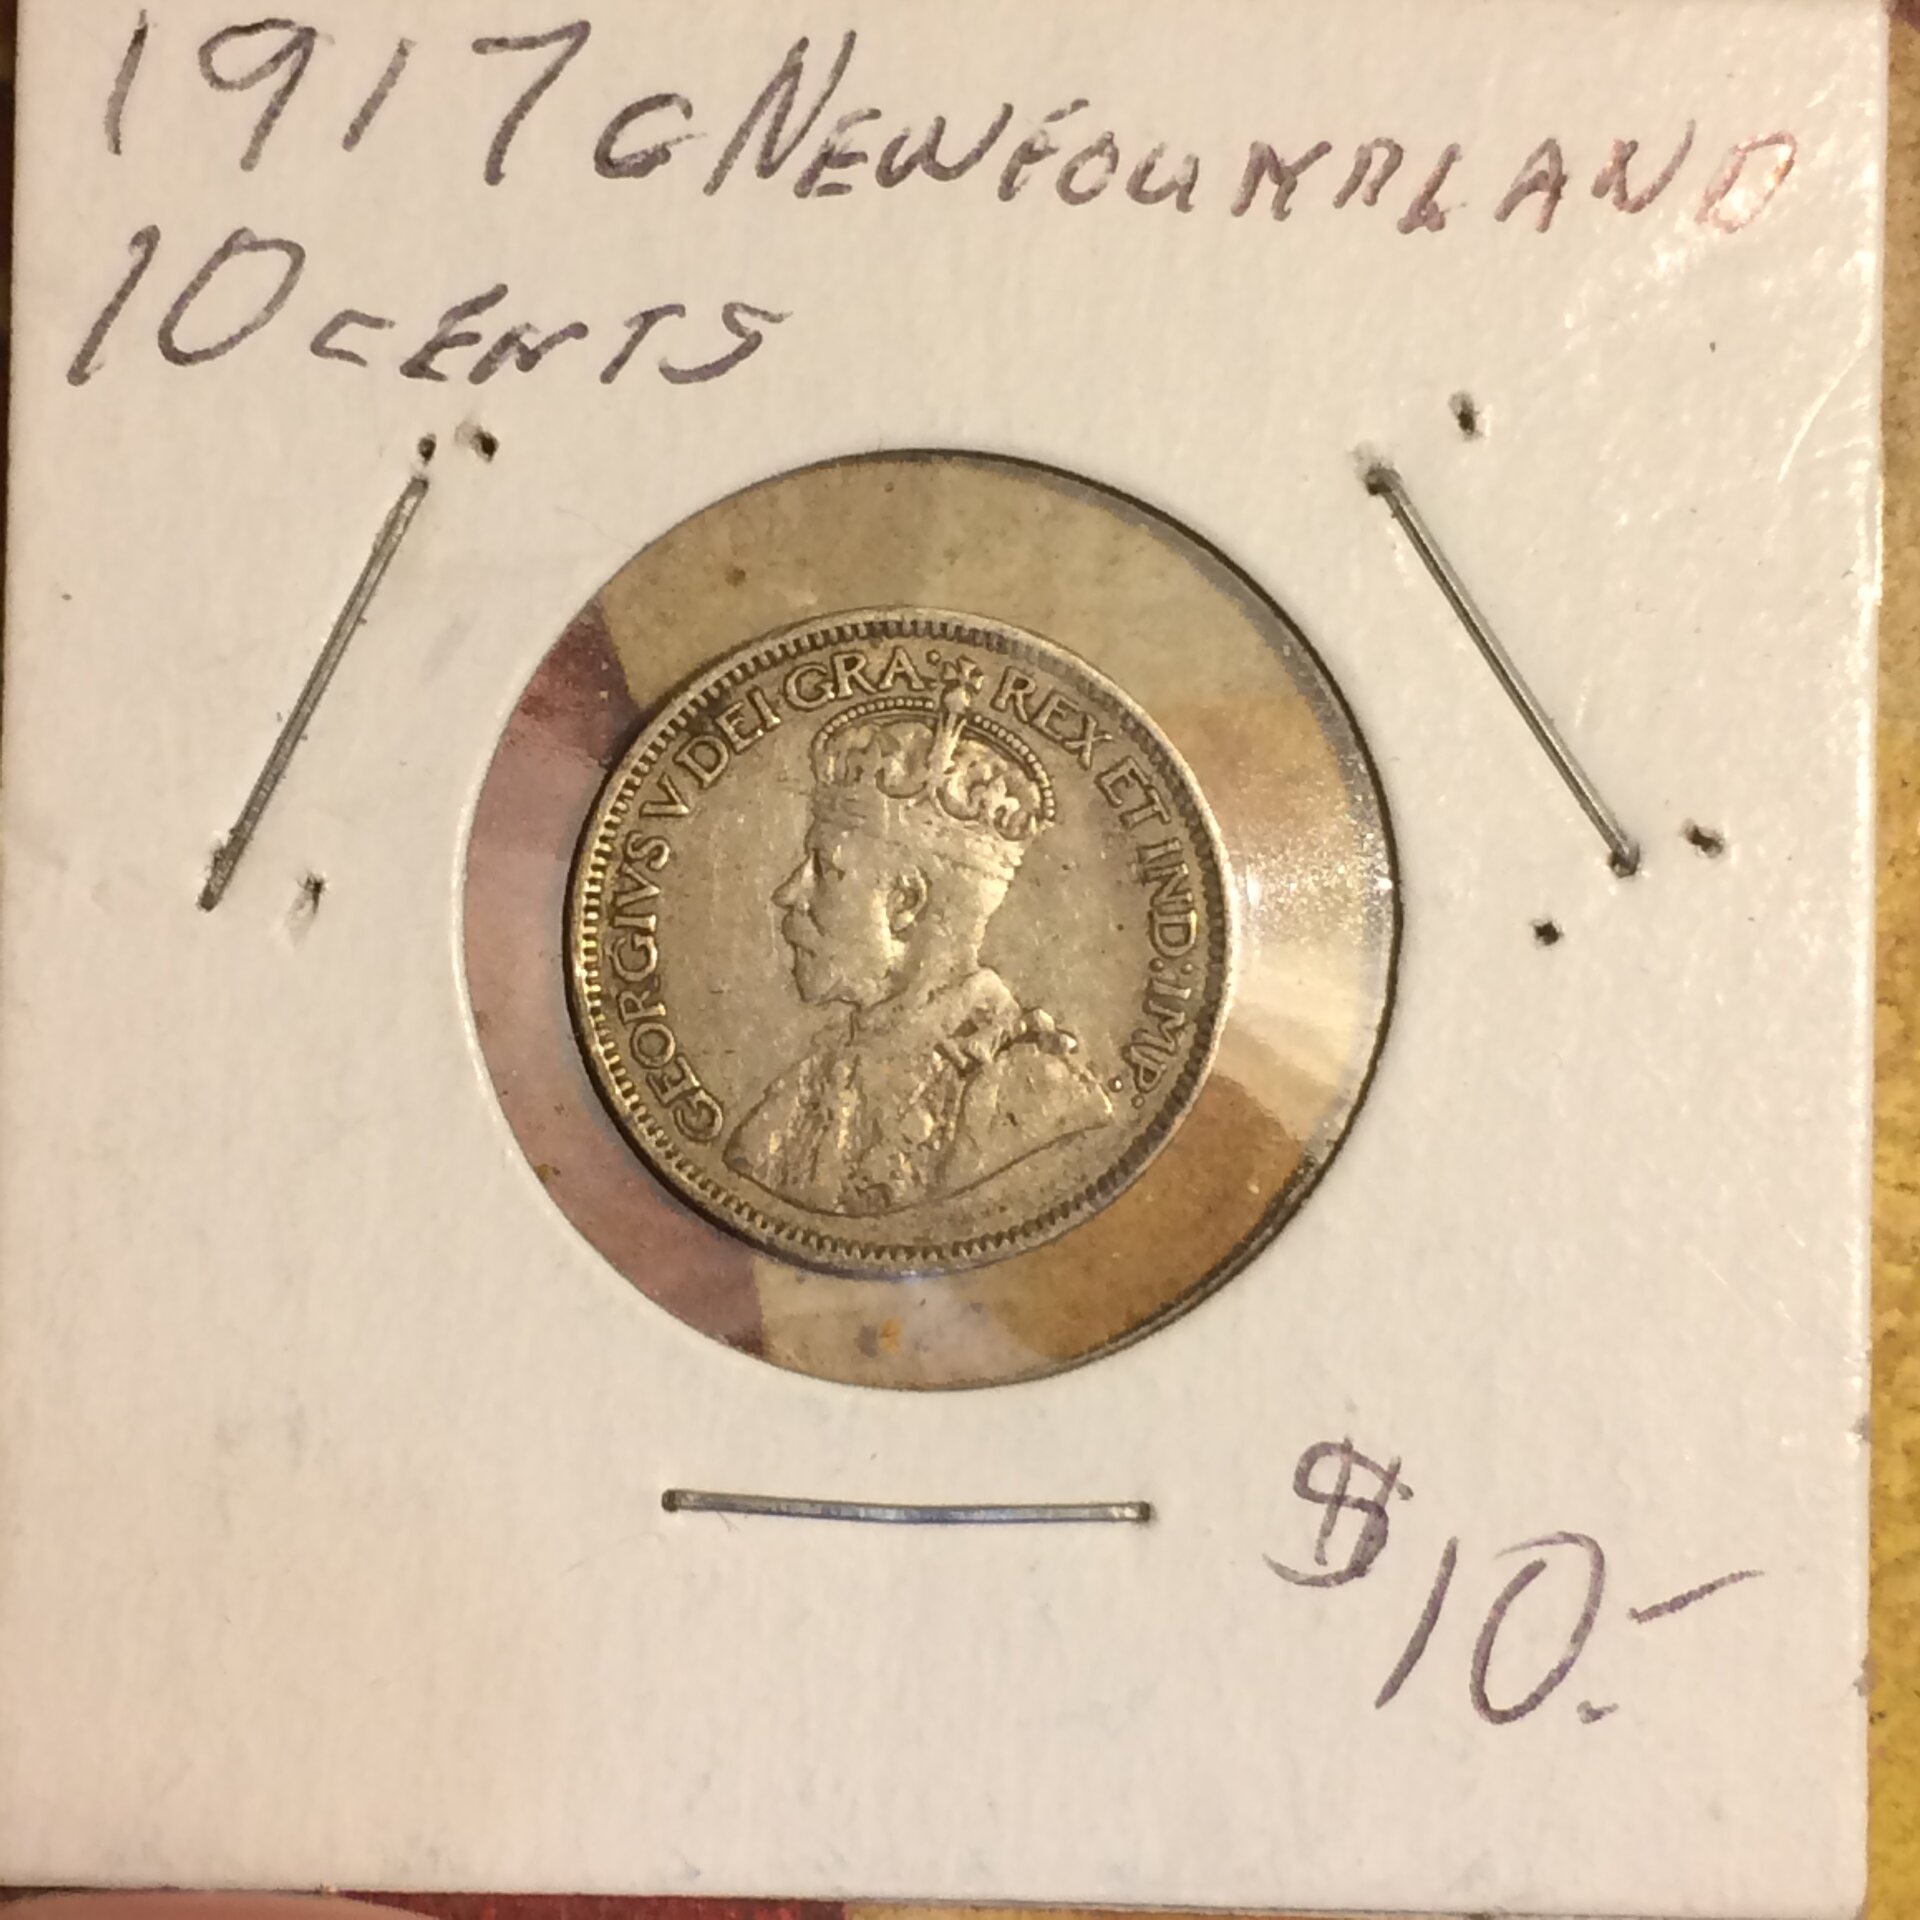 1917C NEWFOUNDLAND
10 CENTS
GEORGIVS V DEI GRA: REX ET IND: IMP:
$10.-